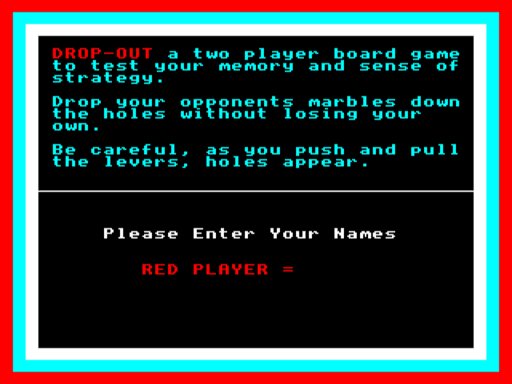 DROP-OUT a two player board game
to test your memory and sense of
strategy.
Drop your opponents marbles down
the holes without losing your
own.
Be careful, as you push and pull
the levers, holes appear.
Please Enter Your Names
RED PLAYER =